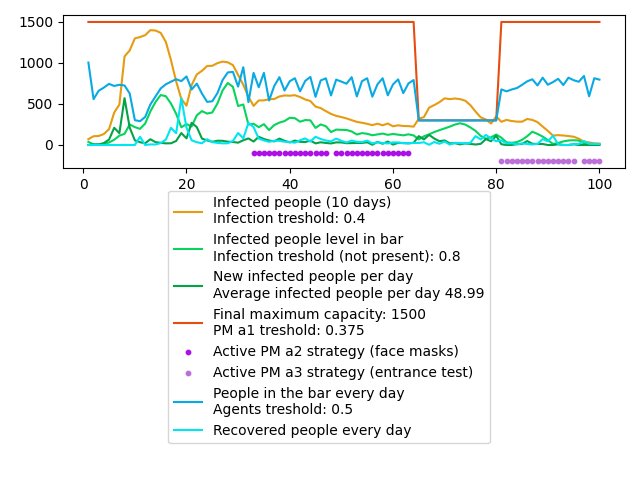 1500
1000
500
0
0
20
40
60
80
100
Infected people (10 days)
Infection treshold: 0.4
Infected people level in bar
Infection treshold (not present): 0.8
New infected people per day
Average infected people per day 48.99
Final maximum capacity: 1500
PM a1 treshold: 0.375
Active PM a2 strategy (face masks)
Active PM a3 strategy (entrance test)
People in the bar every day
Agents treshold: 0.5
Recovered people every day